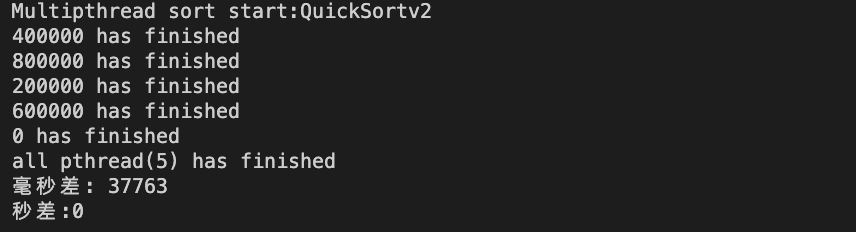 Multipthread sort start:QuickSortv2
400000 has finished
800000 has finished
200000 has finished
600000 has finished
0 has finished
all pthread(5) has finished
毫秒差: 37763
秒差:0